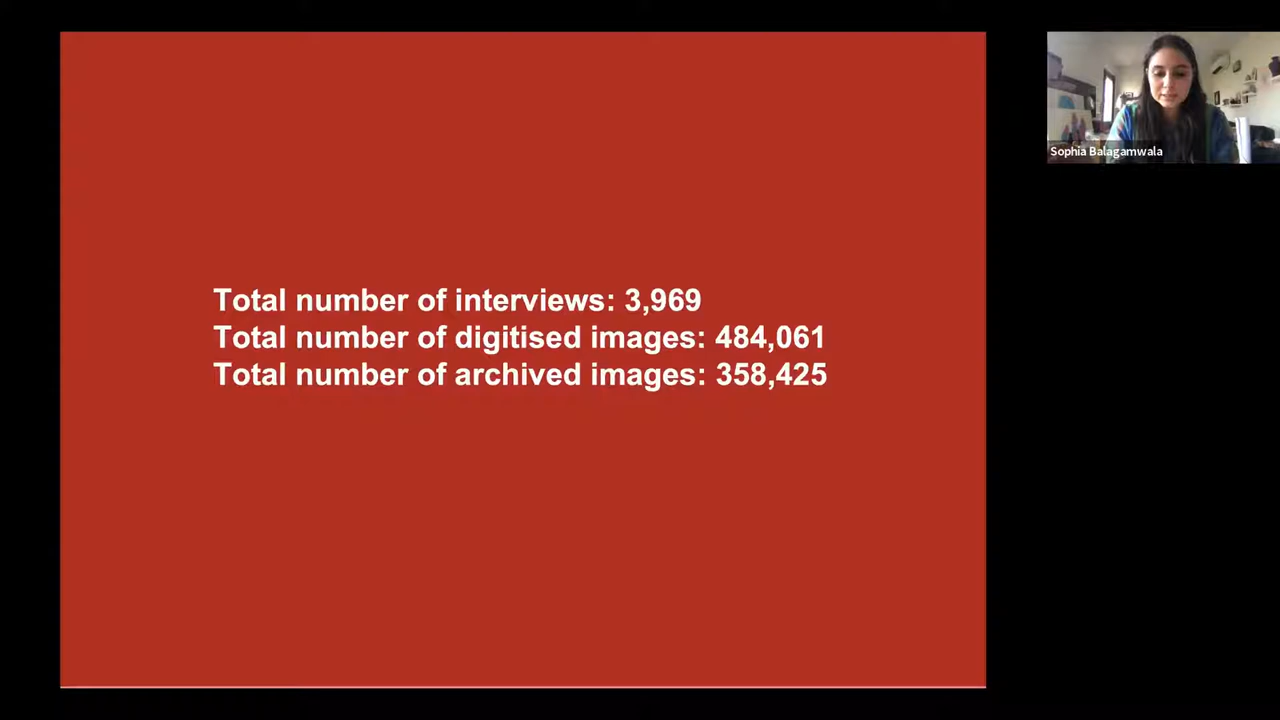 Total number of interviews: 3,969
Total number of digitised images: 484,061
Total number of archived images: 358,425
Sophia Balagamwala